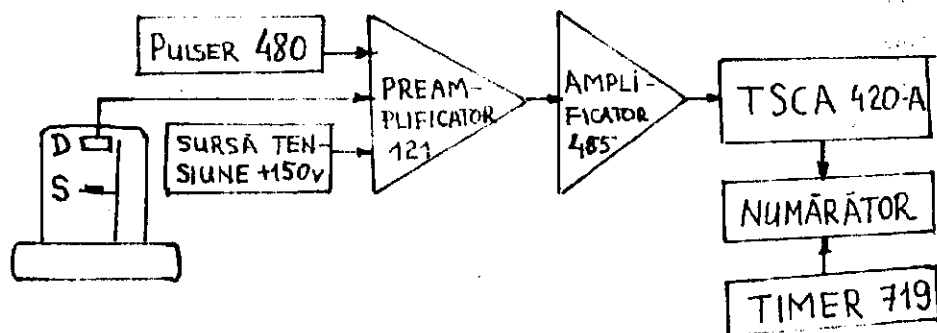 PULSER 480
PREAM-
PLIFICATOR
121
AMPLI-
FICATOR
485
TSCA 420-A
D
S
SURSĂ TEN-
SIUNE +150V
NUMĂRĂTOR
TIMER 719